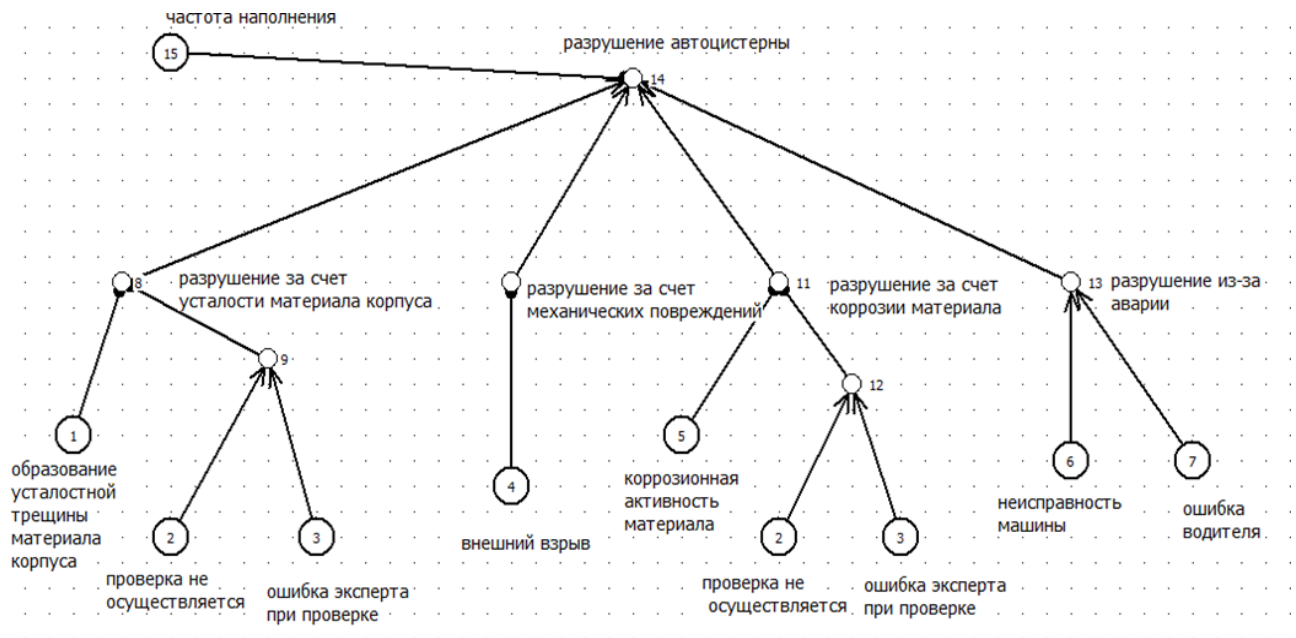 частота наполнения
15
разрушение автоцистерны
14
8
разрушение за счет
усталости материала корпуса
разрушение за счет
механических повреждений
11
разрушение за счет
коррозии материала
13
разрушение из-за
аварии
9
12
1
5
6
7
образование
усталостной
трещины
материала
корпуса
4
коррозионная
активность
материала
неисправность
машины
ошибка
водителя
2
3
внешний взрыв
2
3
проверка не
осуществляется
ошибка эксперта
при проверке
проверка не
осуществляется
ошибка эксперта
при проверке